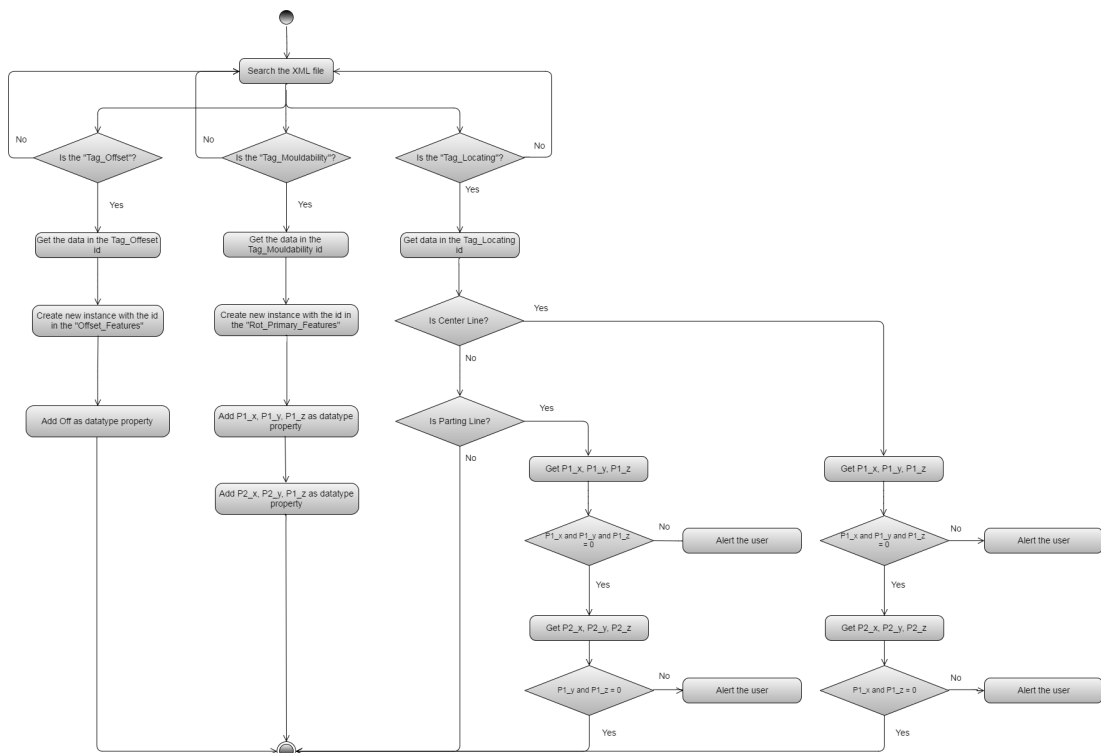 Search the XML file
No
No
No
Is the "Tag_Offset"?
Is the "Tag_Mouldability"?
Is the "Tag_Locating"?
Yes
Yes
Yes
Get the data in the Tag_Offeset
id
Get the data in the
Tag_Mouldability id
Get data in the Tag_Locating
id
Create new instance with the id
in the "Offset_Features"
Create new instance with the id in
the "Rot_Primary_Features"
Is Center Line?
Yes
No
Add Off as datatype property
Add P1_x, P1_y, P1_z as datatype
property
Is Parting Line?
Yes
No
Add P2_x, P2_y, P1_z as datatype
property
Get P1_x, P1_y, P1_z
Get P1_x, P1_y, P1_z
P1_x and P1_y and P1_z
= 0
No
Alert the user
P1_x and P1_y and P1_z
= 0
No
Alert the user
Yes
Yes
Get P2_x, P2_y, P2_z
Get P2_x, P2_y, P2_z
P1_y and P1_z = 0
No
Alert the user
P1_x and P1_z = 0
No
Alert the user
Yes
Yes